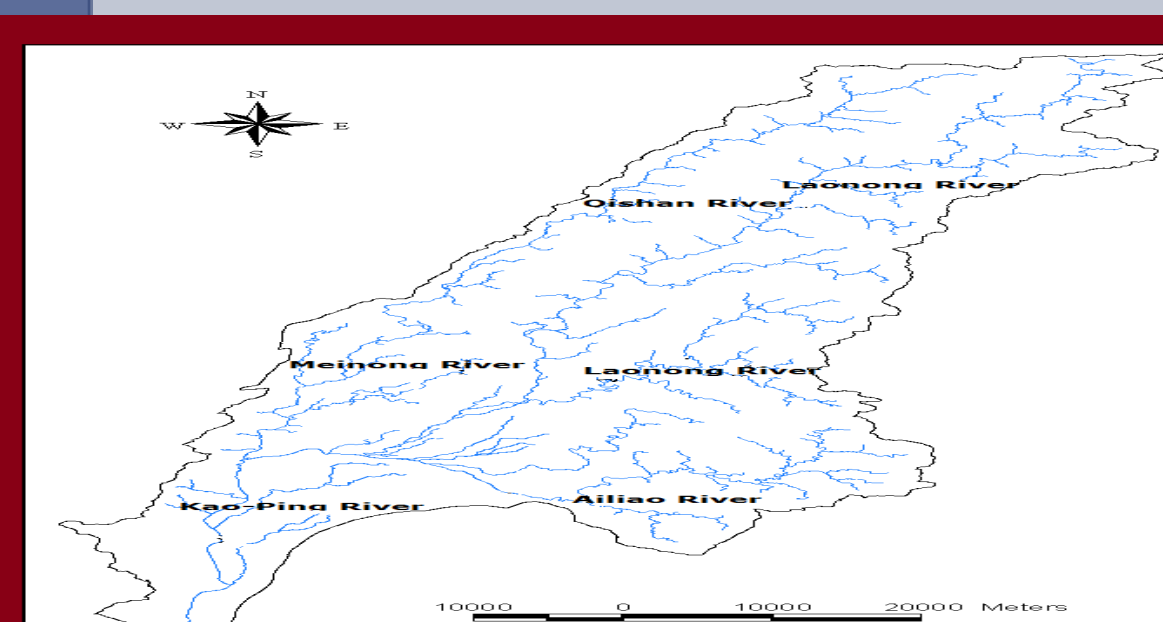 N
W E
S
Laonong River
Qishan River
Meinong River
Laonong River
Ailiao River
Kao-Ping River
10000 0 10000 20000 Meters